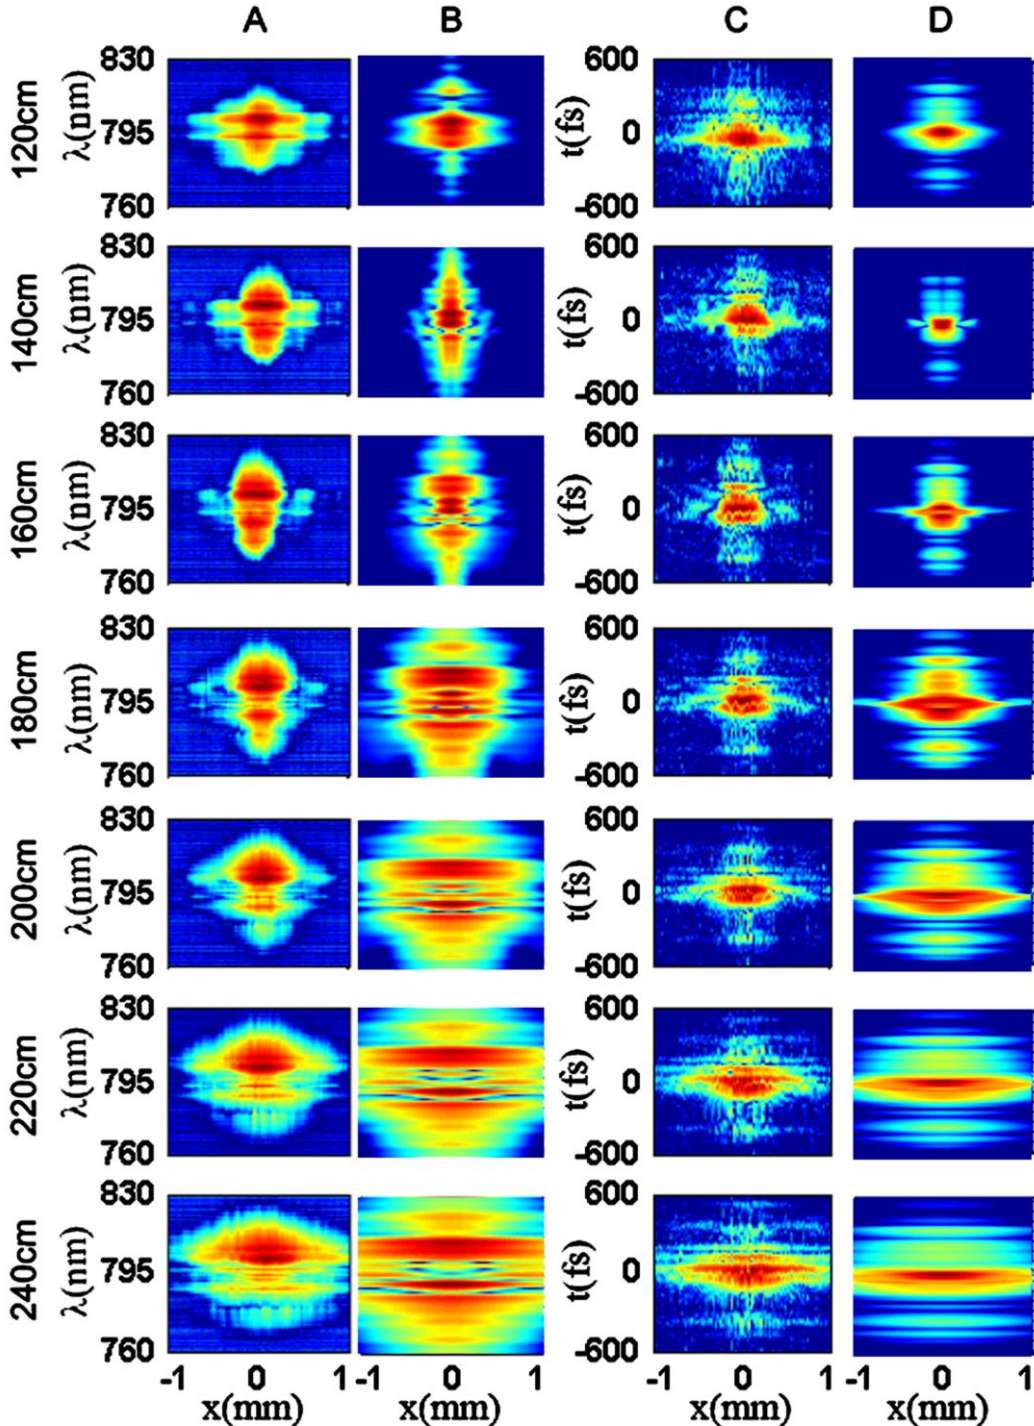 A B C D
120cm λ(nm) 830 795 760 t(fs) 600 0 -600
140cm λ(nm) 830 795 760 t(fs) 600 0 -600
160cm λ(nm) 830 795 760 t(fs) 600 0 -600
180cm λ(nm) 830 795 760 t(fs) 600 0 -600
200cm λ(nm) 830 795 760 t(fs) 600 0 -600
220cm λ(nm) 830 795 760 t(fs) 600 0 -600
240cm λ(nm) 830 795 760 t(fs) 600 0 -600
-1 0 1 -1 0 1 -1 0 1 -1 0 1
x(mm) x(mm) x(mm) x(mm)